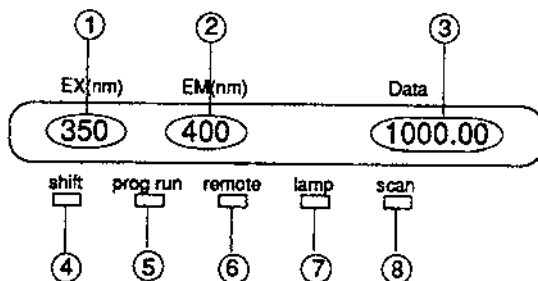 ① ② ③
EX(nm) EM(nm) Data
350 400 1000.00
shift prog run remote lamp scan
④ ⑤ ⑥ ⑦ ⑧